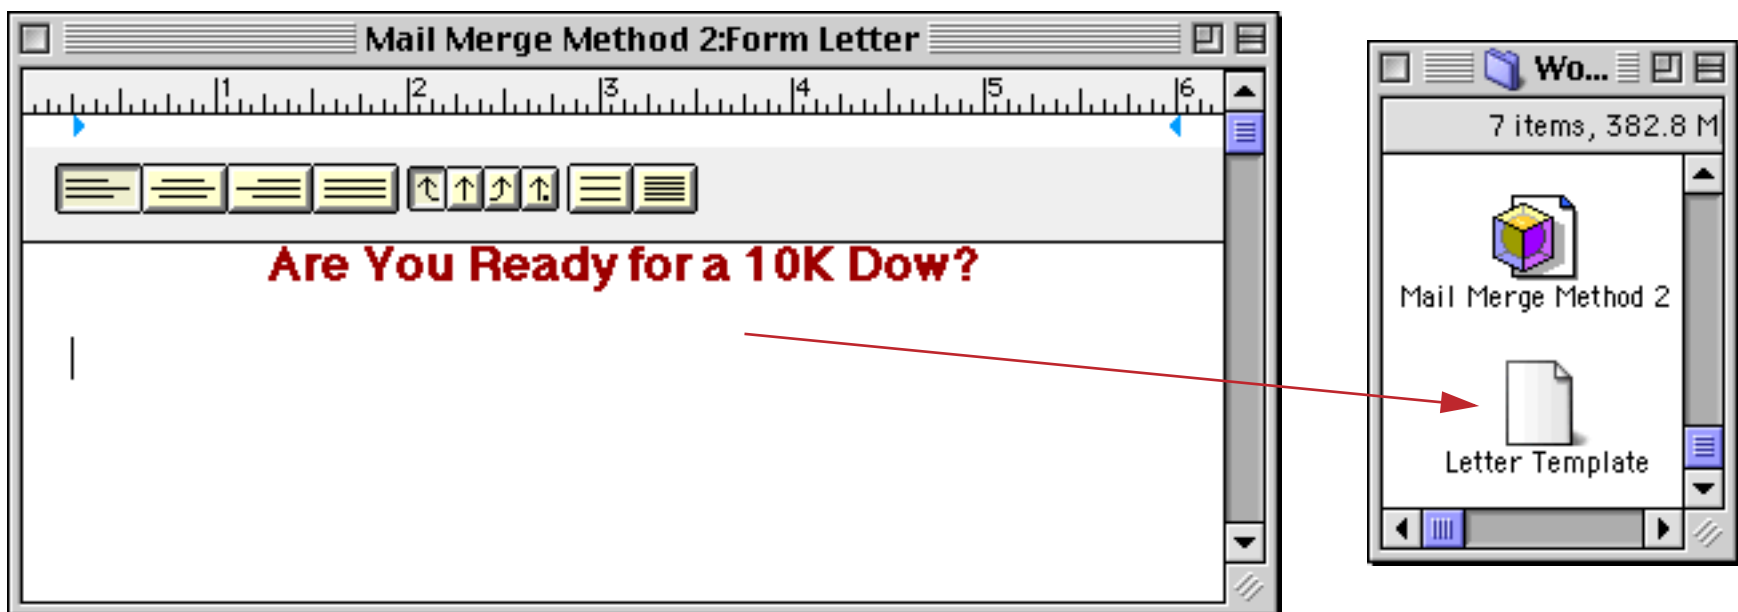 Mail Merge Method 2:Form Letter
1 2 3 4 5 6
Are You Ready for a 10K Dow?
Wo...
7 items, 382.8 M
Mail Merge Method 2
Letter Template